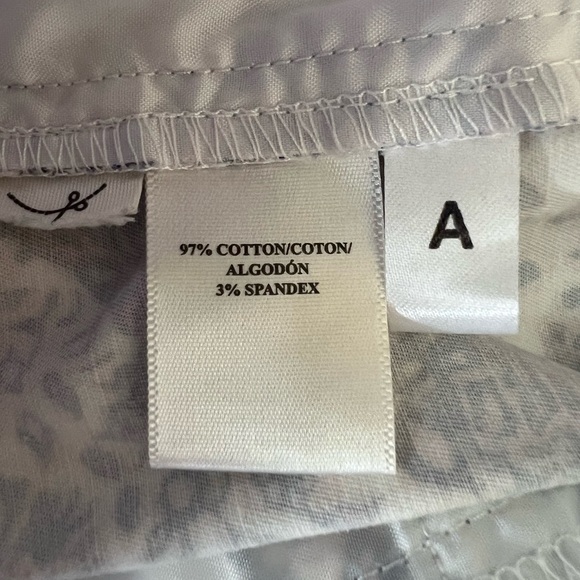 97% COTTON/COTON/
ALGODÓN
3% SPANDEX
A